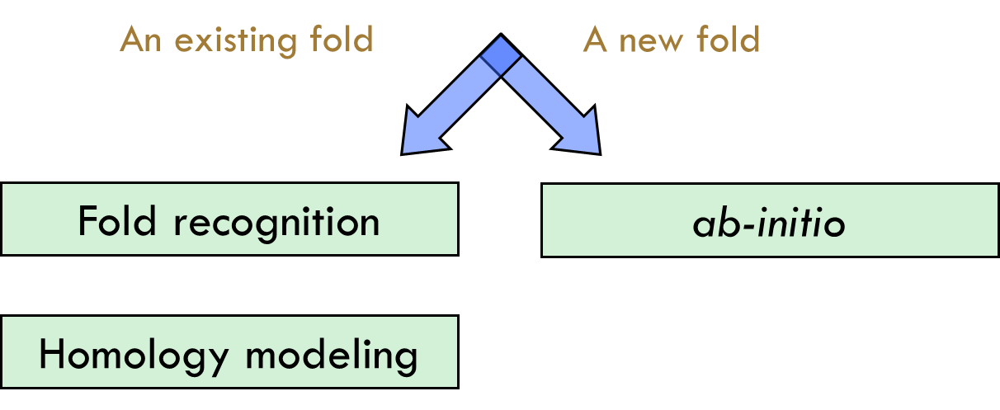 An existing fold
A new fold
Fold recognition
ab-initio
Homology modeling